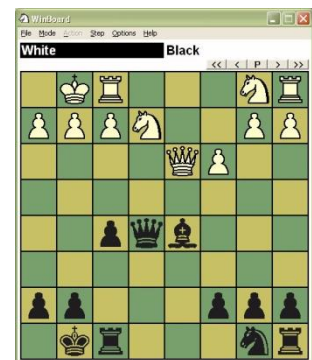 WinBoard
File Mode Action Step Options Help
White Black
<< < P > >>